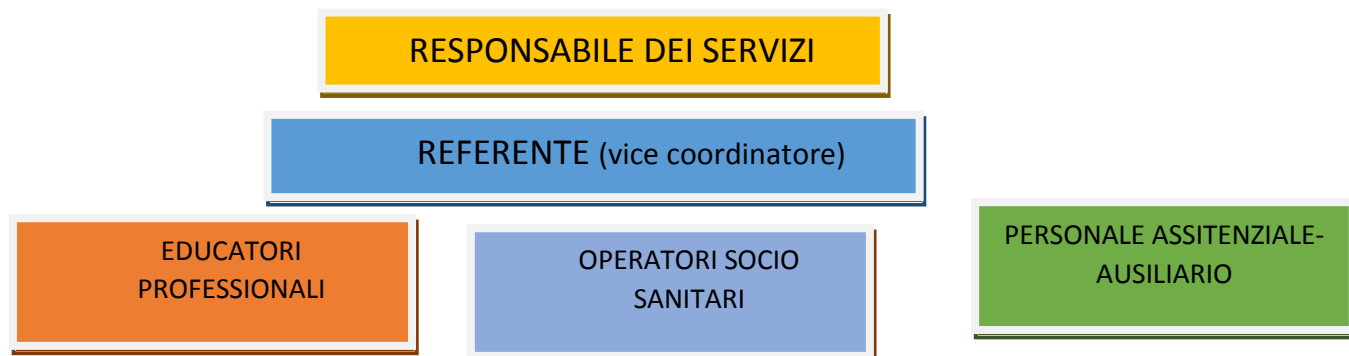 RESPONSABILE DEI SERVIZI
REFERENTE (vice coordinatore)
EDUCATORI
PROFESSIONALI
OPERATORI SOCIO
SANITARI
PERSONALE ASSITENZIALE-
AUSILIARIO